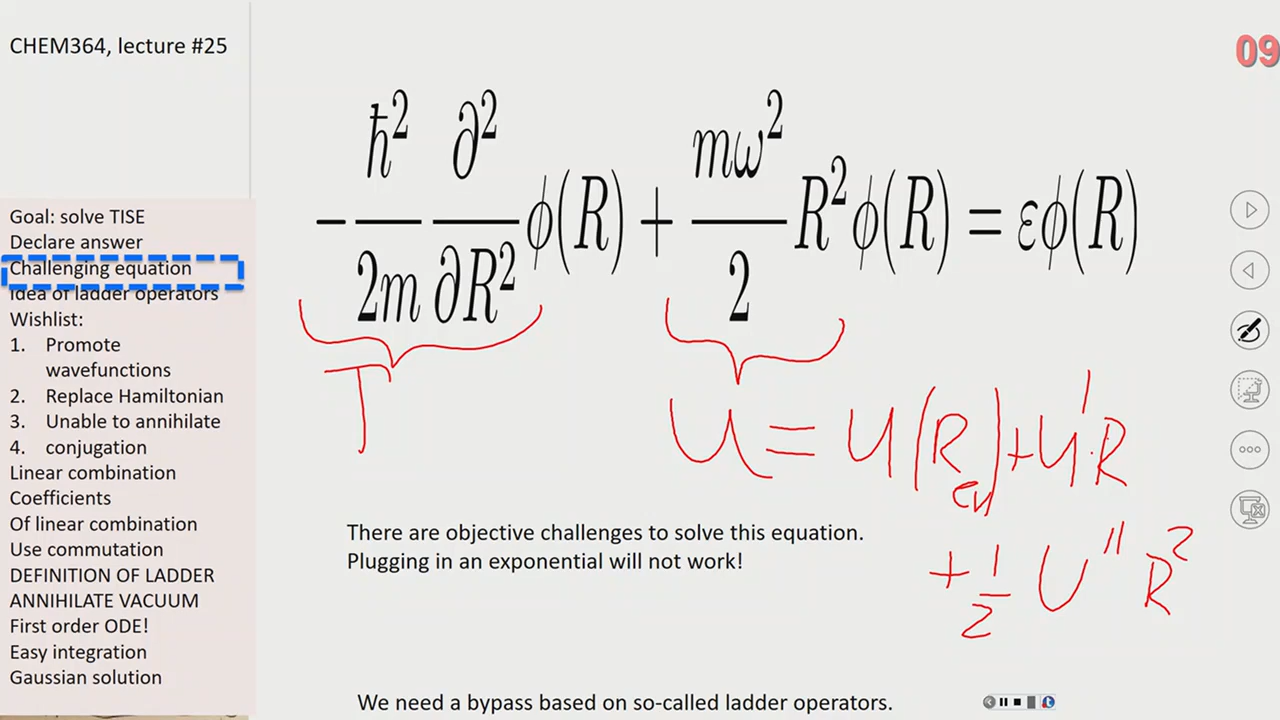 CHEM364, lecture #25
09
Goal: solve TISE
Declare answer
Challenging equation
Idea of ladder operators
Wishlist:
1. Promote
wavefunctions
2. Replace Hamiltonian
3. Unable to annihilate
4. conjugation
Linear combination
Coefficients
Of linear combination
Use commutation
DEFINITION OF LADDER
ANNIHILATE VACUUM
First order ODE!
Easy integration
Gaussian solution
-ħ²/2m ∂²/∂R² ϕ(R) + mω²/2 R²ϕ(R) = εϕ(R)
T
U = U(R_eq) + U'·R
+ 1/2 U'' R²
There are objective challenges to solve this equation.
Plugging in an exponential will not work!
We need a bypass based on so-called ladder operators.